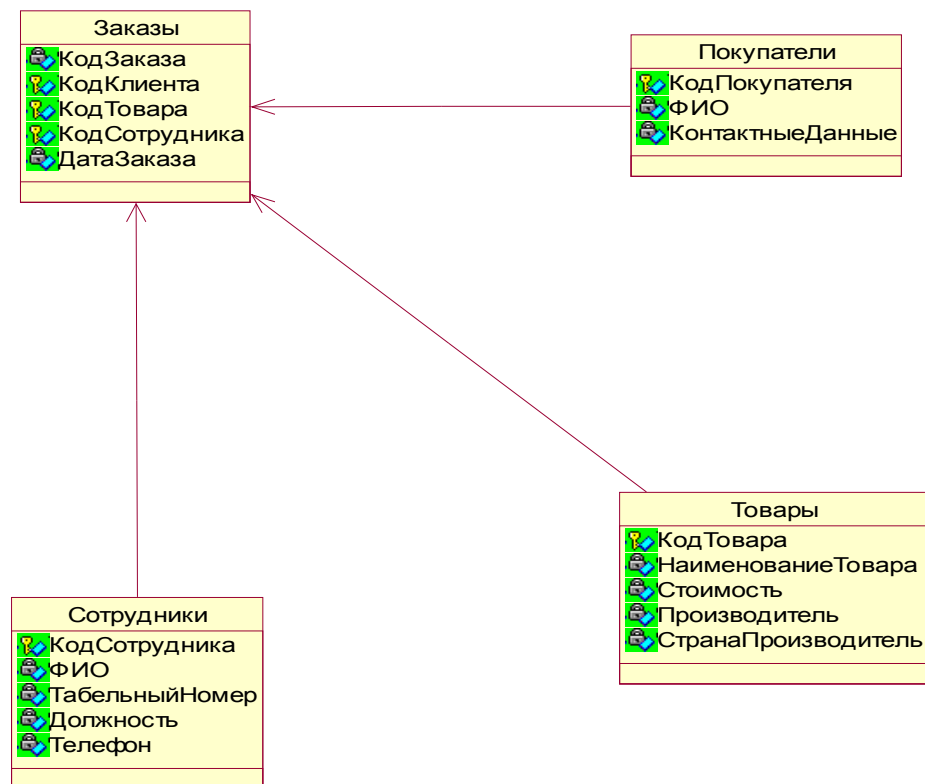 Заказы
КодЗаказа
КодКлиента
КодТовара
КодСотрудника
ДатаЗаказа
Покупатели
КодПокупателя
ФИО
КонтактныеДанные
Товары
КодТовара
НаименованиеТовара
Стоимость
Производитель
СтранаПроизводитель
Сотрудники
КодСотрудника
ФИО
ТабельныйНомер
Должность
Телефон